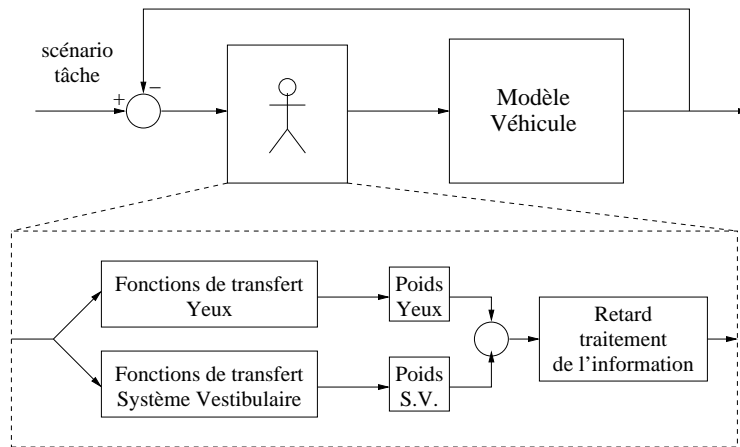 scénario
tâche
+
−
Modèle
Véhicule
Fonctions de transfert
Yeux
Poids
Yeux
Retard
traitement
de l'information
Fonctions de transfert
Système Vestibulaire
Poids
S.V.